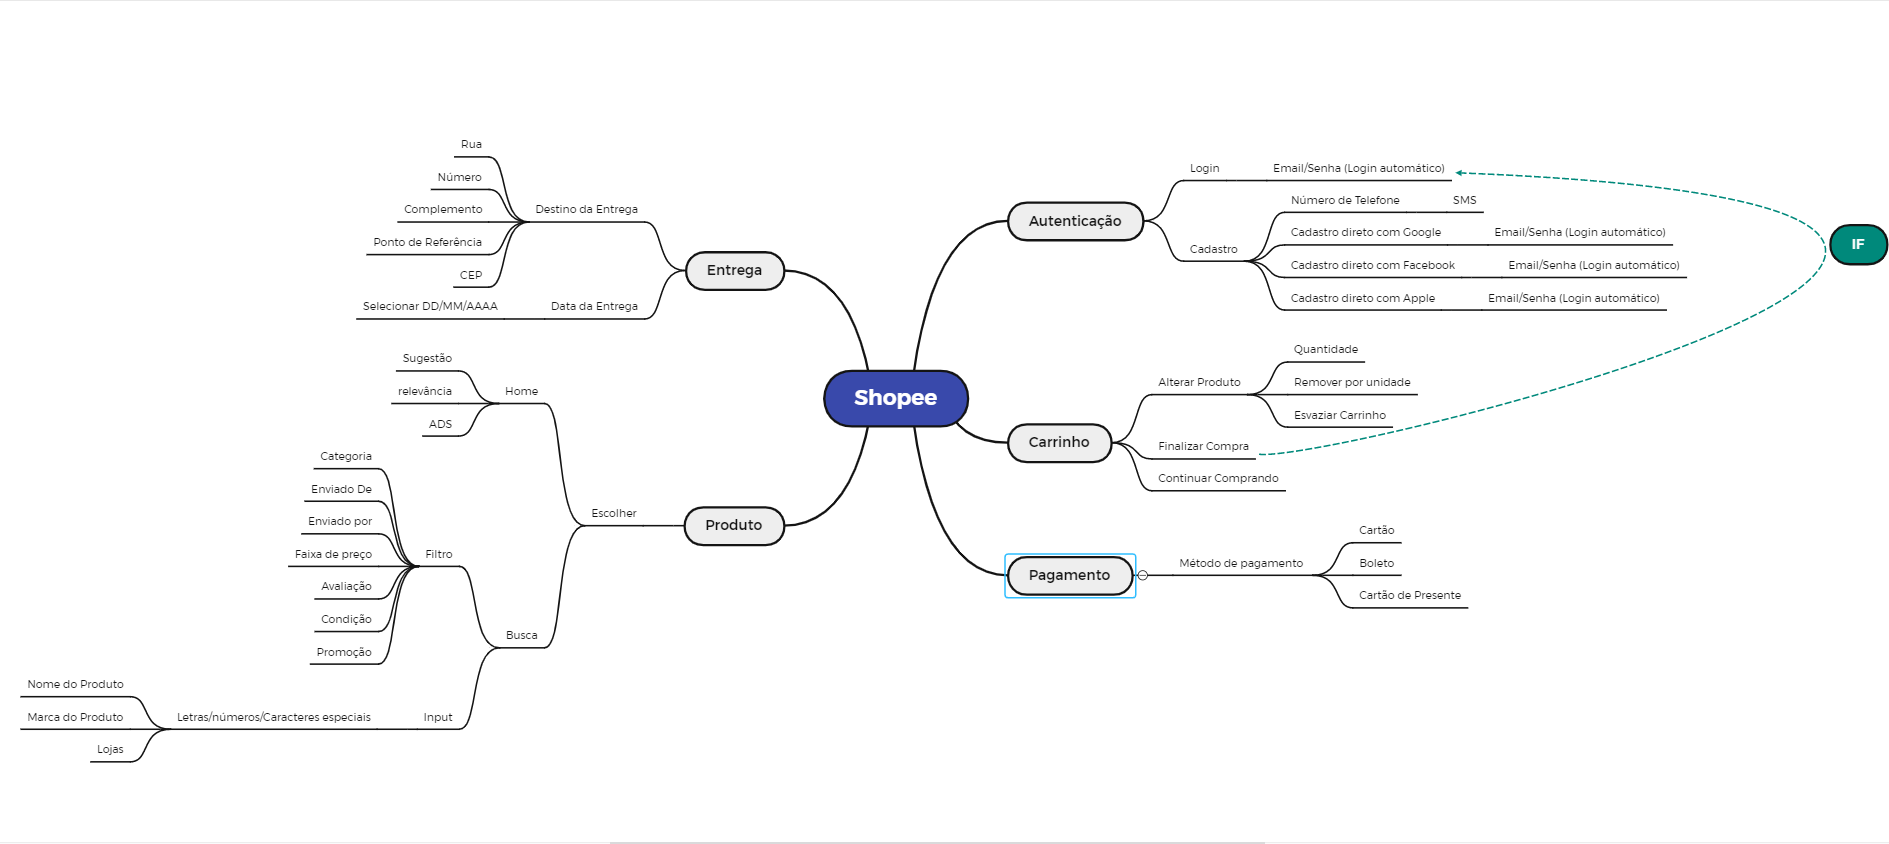 Shopee
Entrega
Destino da Entrega
Rua
Número
Complemento
Ponto de Referência
CEP
Data da Entrega
Selecionar DD/MM/AAAA
Produto
Escolher
Home
Sugestão
relevância
ADS
Busca
Filtro
Categoria
Enviado De
Enviado por
Faixa de preço
Avaliação
Condição
Promoção
Input
Letras/números/Caracteres especiais
Nome do Produto
Marca do Produto
Lojas
Autenticação
Login
Email/Senha (Login automático)
Cadastro
Número de Telefone
SMS
Cadastro direto com Google
Email/Senha (Login automático)
Cadastro direto com Facebook
Email/Senha (Login automático)
Cadastro direto com Apple
Email/Senha (Login automático)
IF
Carrinho
Alterar Produto
Quantidade
Remover por unidade
Esvaziar Carrinho
Finalizar Compra
Continuar Comprando
Pagamento
Método de pagamento
Cartão
Boleto
Cartão de Presente